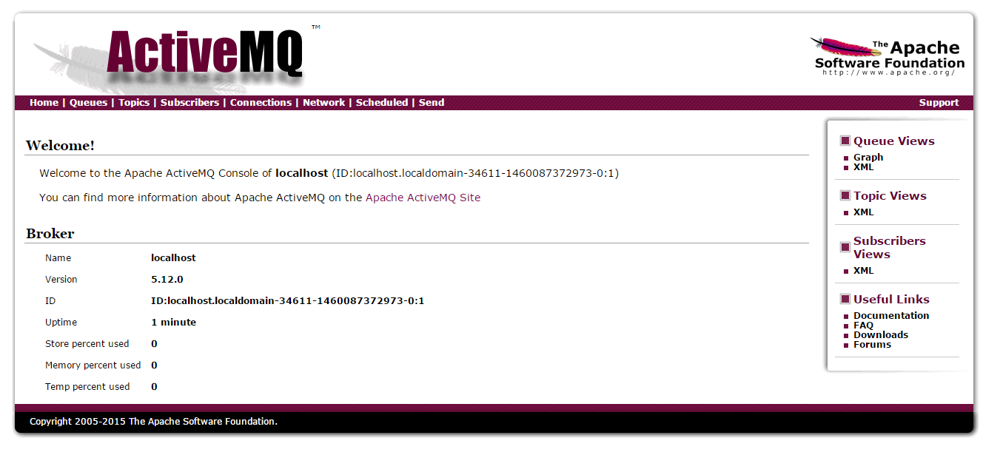 ActiveMQ ™
The Apache
Software Foundation
http://www.apache.org/
Home | Queues | Topics | Subscribers | Connections | Network | Scheduled | Send
Support
Welcome!
Welcome to the Apache ActiveMQ Console of localhost (ID:localhost.localdomain-34611-1460087372973-0:1)
You can find more information about Apache ActiveMQ on the Apache ActiveMQ Site
Broker
Name localhost
Version 5.12.0
ID ID:localhost.localdomain-34611-1460087372973-0:1
Uptime 1 minute
Store percent used 0
Memory percent used 0
Temp percent used 0
Queue Views
Graph
XML
Topic Views
XML
Subscribers
Views
XML
Useful Links
Documentation
FAQ
Downloads
Forums
Copyright 2005-2015 The Apache Software Foundation.